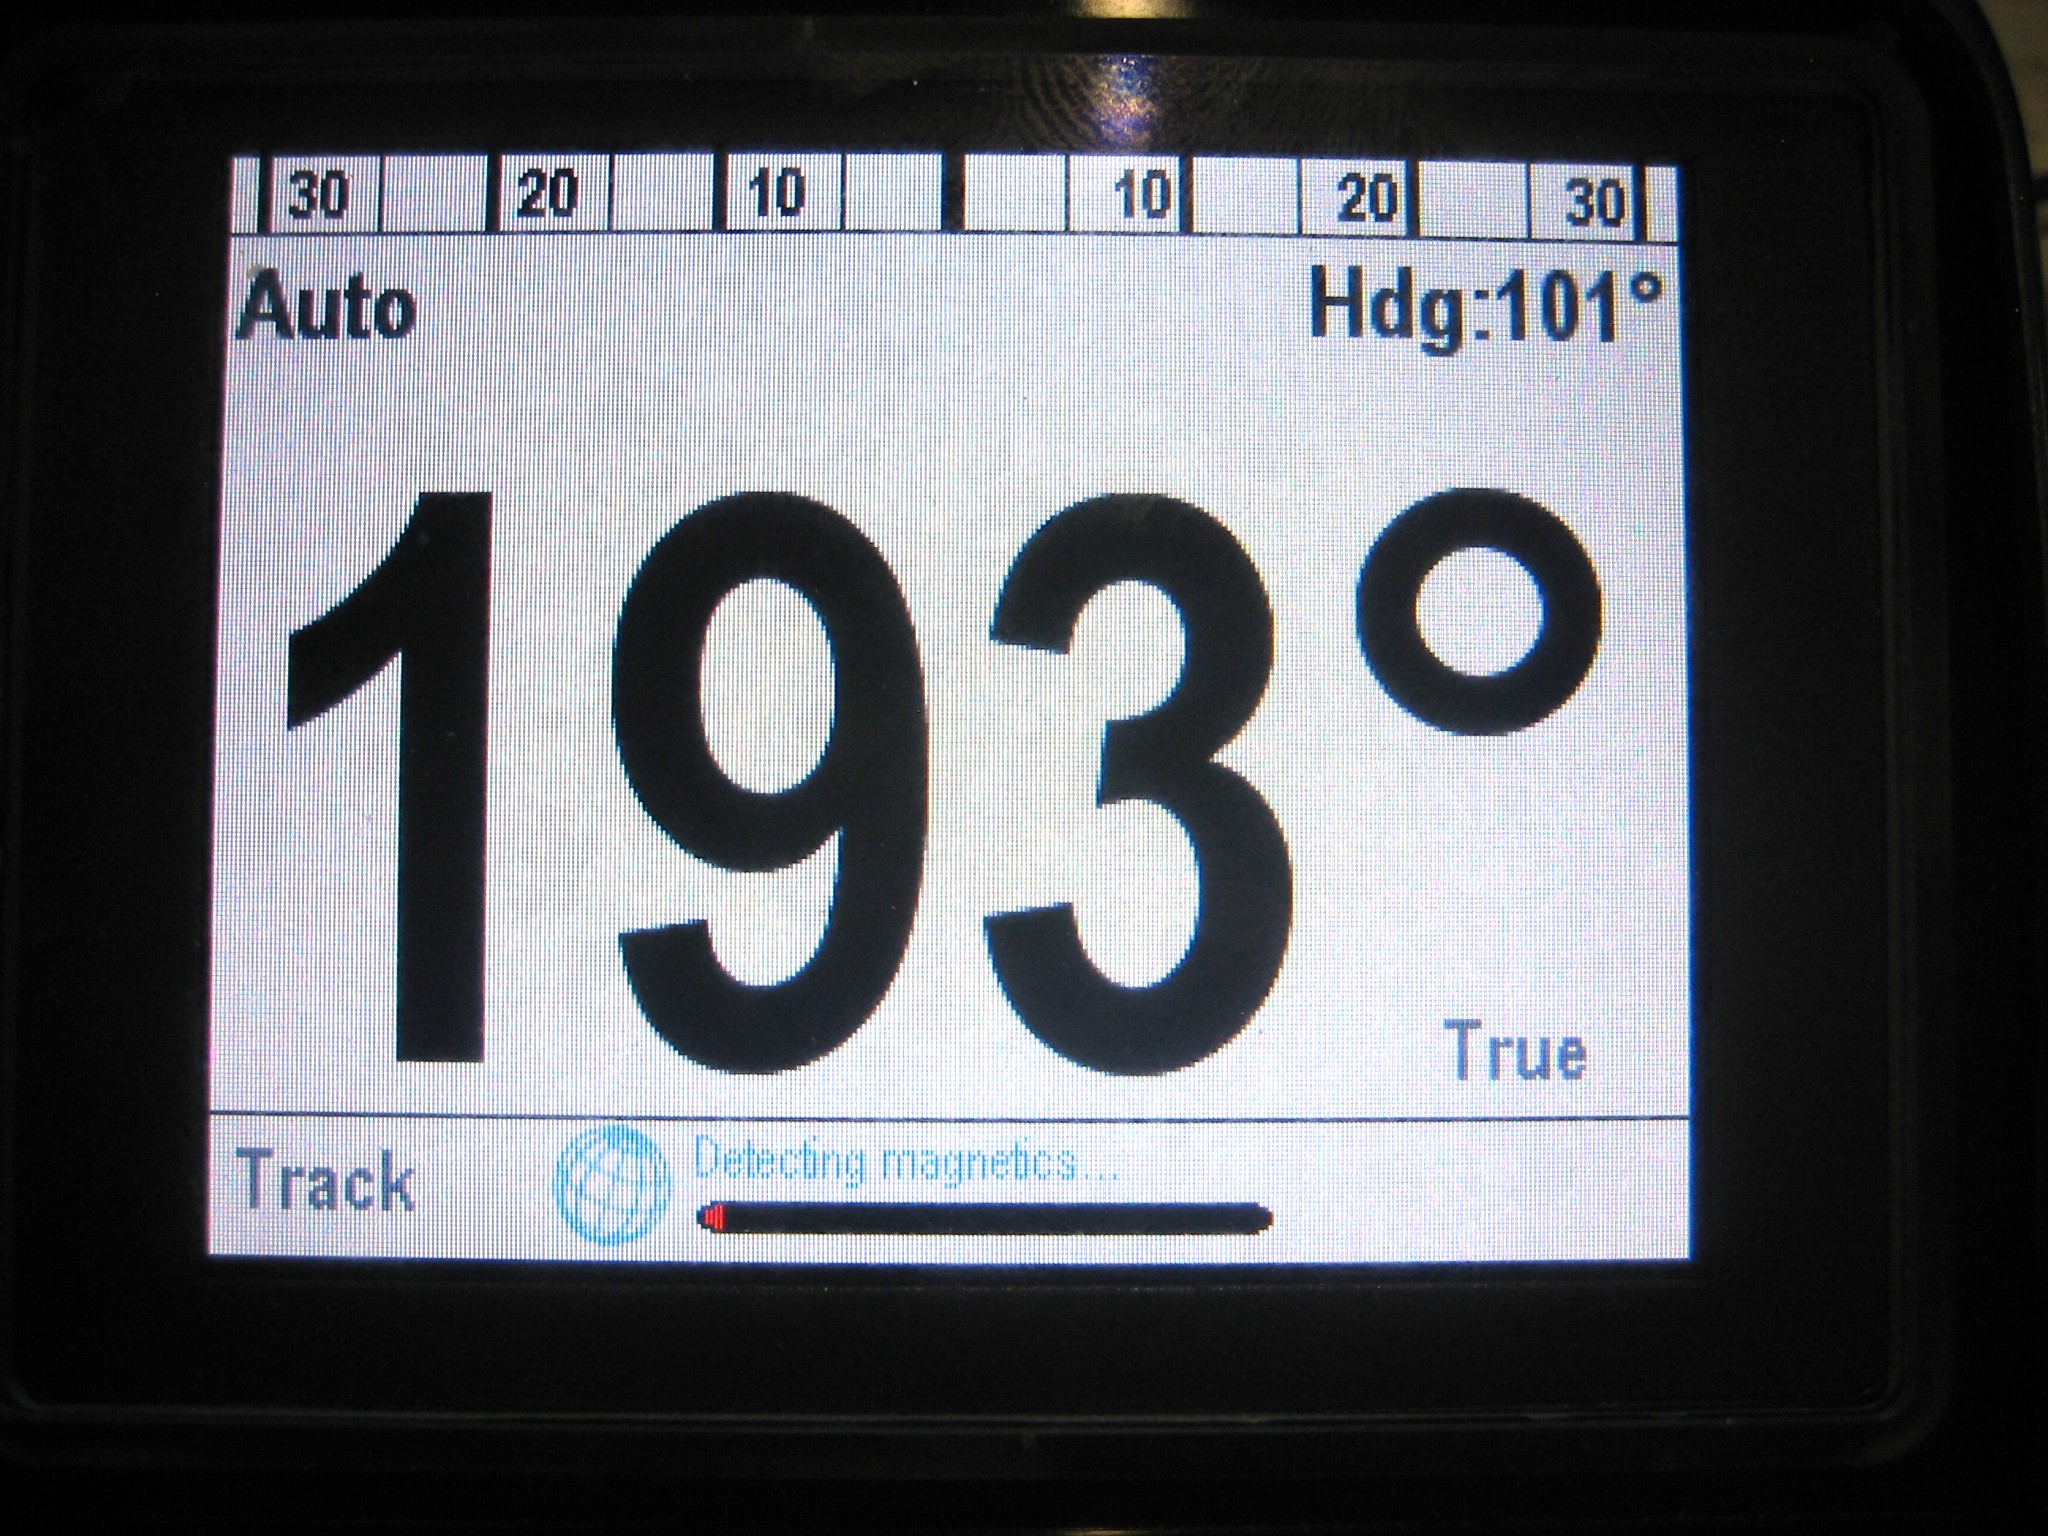 30 20 10 10 20 30
Auto Hdg:101°
193°
True
Track Detecting magnetics...